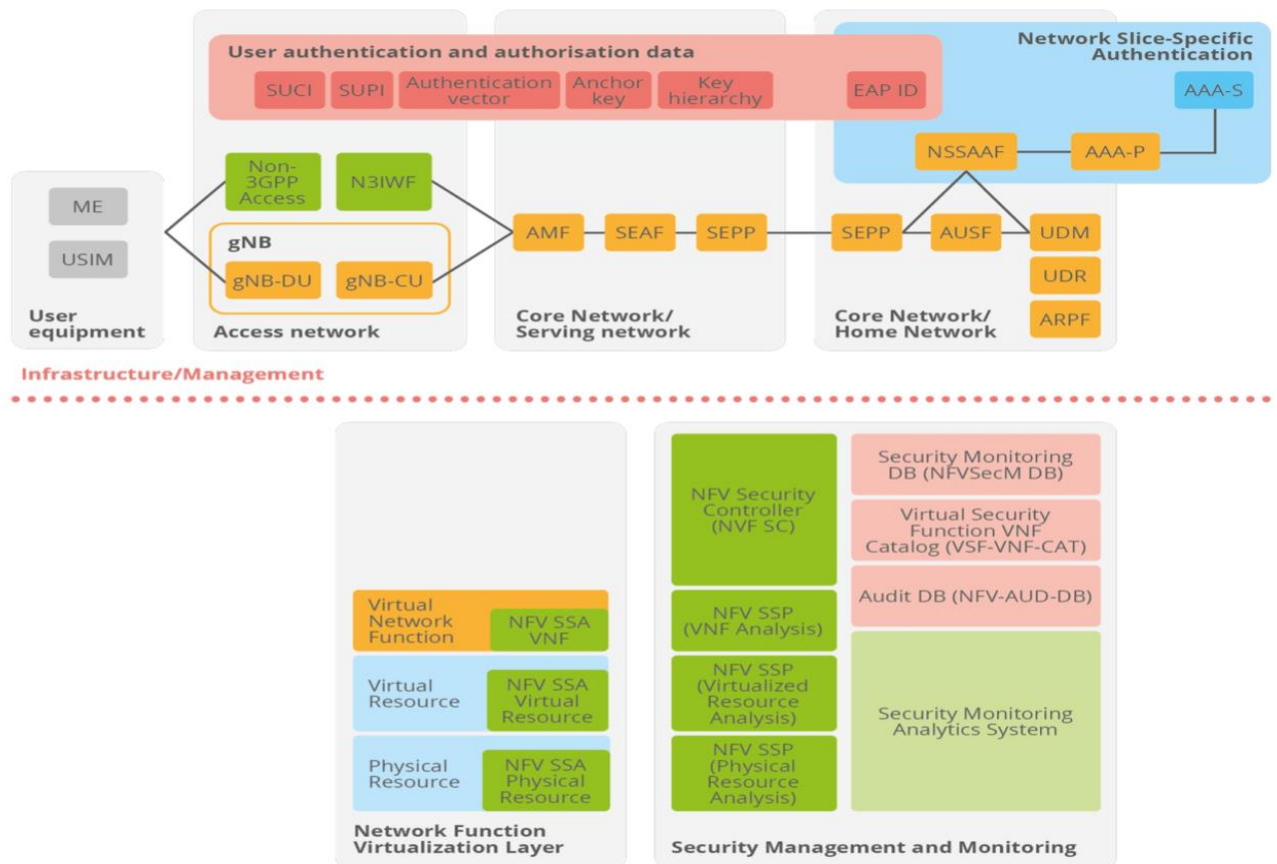 Network Slice-Specific
Authentication
User authentication and authorisation data
SUCI
SUPI
Authentication
vector
Anchor
key
Key
hierarchy
EAP ID
AAA-S
NSSAAF
AAA-P
Non-
3GPP
Access
N3IWF
ME
USIM
User
equipment
gNB
gNB-DU
gNB-CU
Access network
AMF
SEAF
SEPP
Core Network/
Serving network
SEPP
AUSF
UDM
UDR
ARPF
Core Network/
Home Network
Infrastructure/Management
Virtual
Network
Function
NFV SSA
VNF
Virtual
Resource
NFV SSA
Virtual
Resource
Physical
Resource
NFV SSA
Physical
Resource
Network Function
Virtualization Layer
NFV Security
Controller
(NVF SC)
NFV SSP
(VNF Analysis)
NFV SSP
(Virtualized
Resource
Analysis)
NFV SSP
(Physical
Resource
Analysis)
Security Monitoring
DB (NFVSecM DB)
Virtual Security
Function VNF
Catalog (VSF-VNF-CAT)
Audit DB (NFV-AUD-DB)
Security Monitoring
Analytics System
Security Management and Monitoring